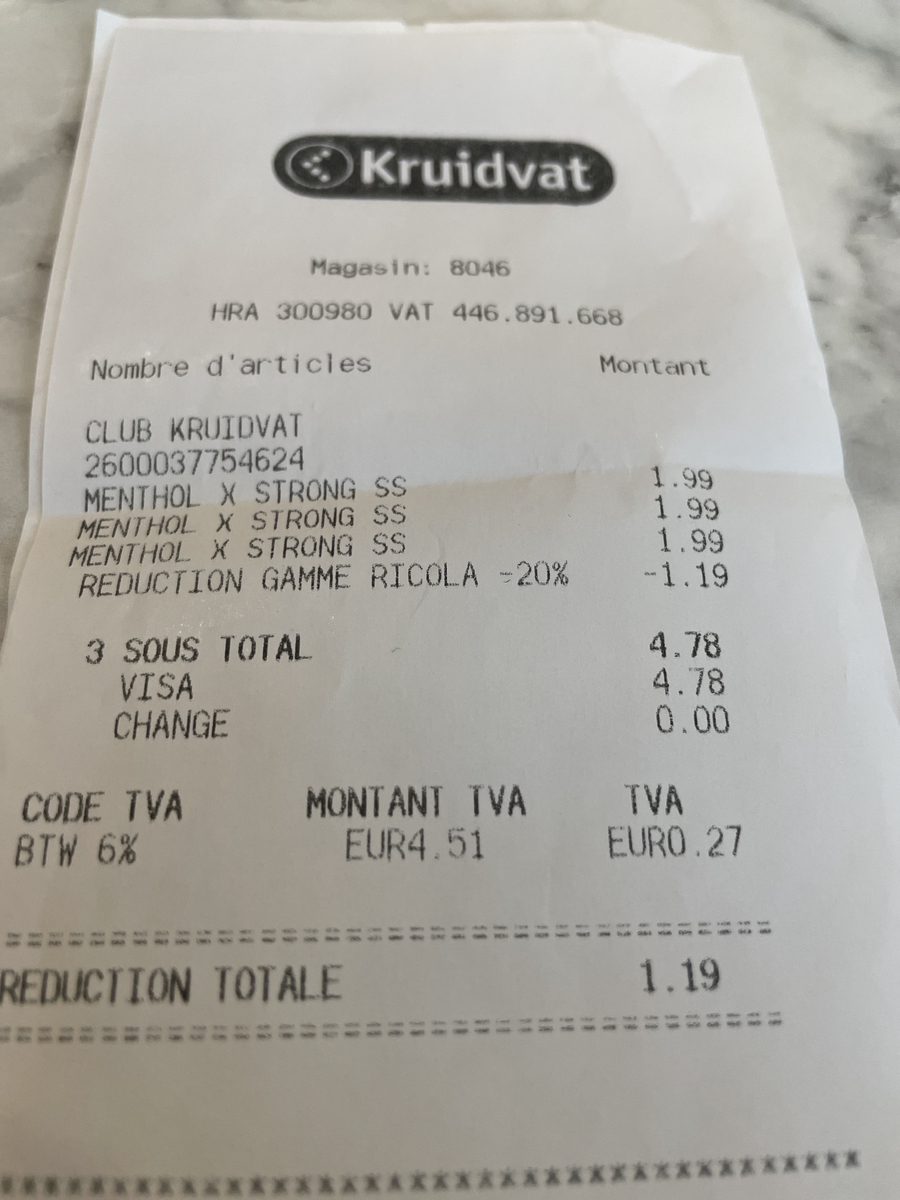 Kruidvat
Magasin: 8046
HRA 300980 VAT 446.891.668
Nombre d'articles Montant
CLUB KRUIDVAT
2600037754624
MENTHOL X STRONG SS 1.99
MENTHOL X STRONG SS 1.99
MENTHOL X STRONG SS 1.99
REDUCTION GAMME RICOLA -20% -1.19
3 SOUS TOTAL 4.78
VISA 4.78
CHANGE 0.00
CODE TVA MONTANT TVA TVA
BTW 6% EUR4.51 EUR0.27
================================
REDUCTION TOTALE 1.19
================================